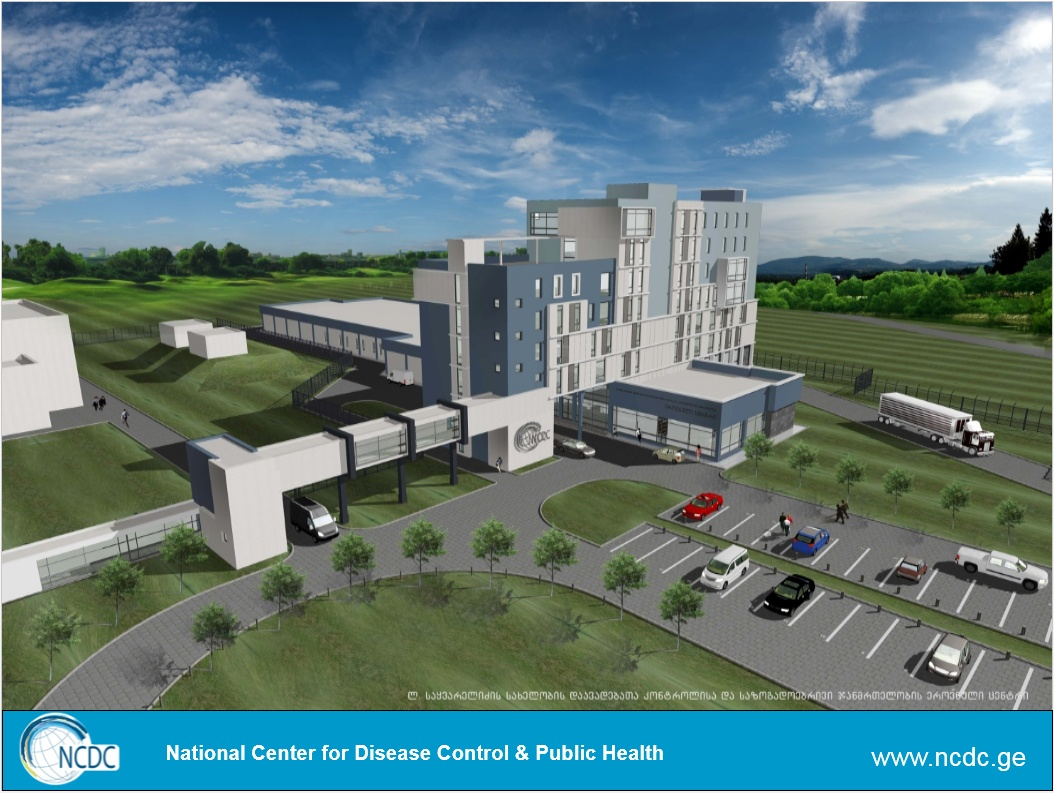 NCDC
ლ. საყვარელიძის სახელობის დაავადებათა კონტროლისა და საზოგადოებრივი ჯანმრთელობის ეროვნული ცენტრი
NCDC
National Center for Disease Control & Public Health
www.ncdc.ge